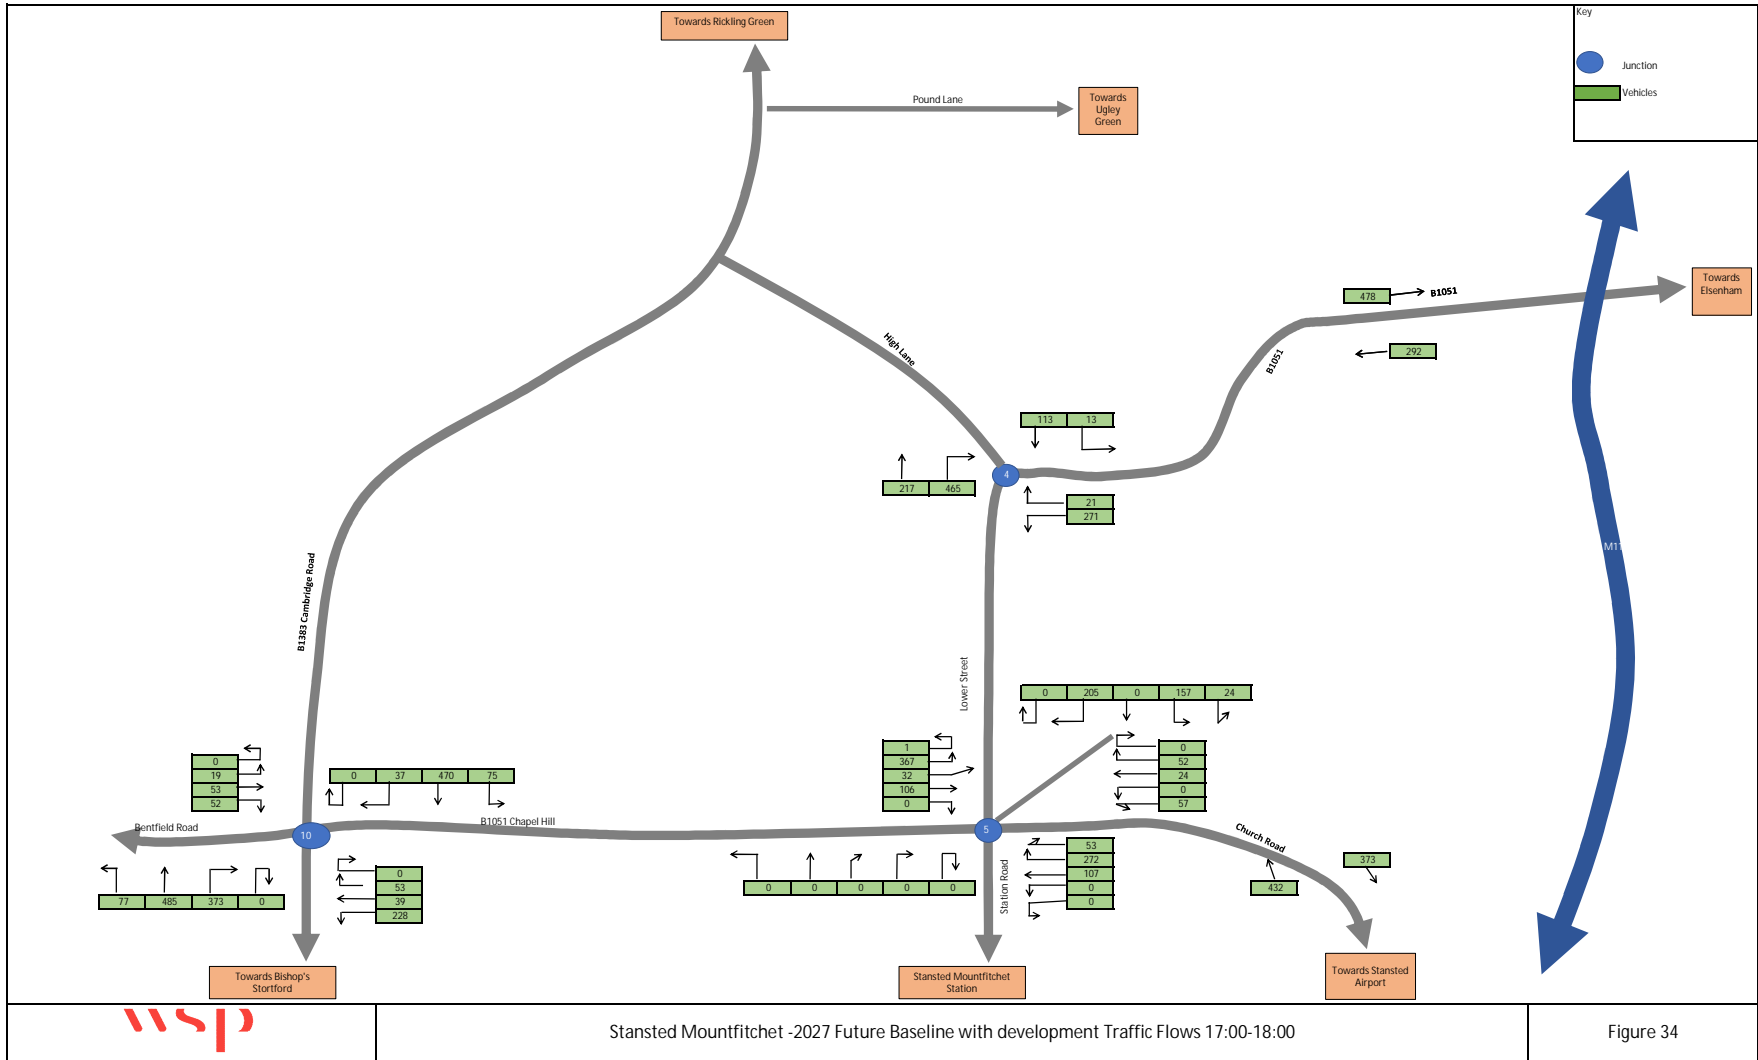 Towards Rickling Green
Key
Junction
Vehicles
Pound Lane
Towards
Ugley
Green
Towards
Elsenham
478
B1051
292
B1051
High Lane
113 13
217 465
4
21
271
M11
B1383 Cambridge Road
Lower Street
0 205 0 157 24
0
19
53
52
0 37 470 75
1
367
32
106
0
0
52
24
0
57
Bentfield Road
10
B1051 Chapel Hill
5
Church Road
77 485 373 0
0
53
39
228
0 0 0 0 0
Station Road
53
272
107
0
0
373
432
Towards Bishop's
Stortford
Stansted Mountfitchet
Station
Towards Stansted
Airport
wsp
Stansted Mountfitchet -2027 Future Baseline with development Traffic Flows 17:00-18:00
Figure 34